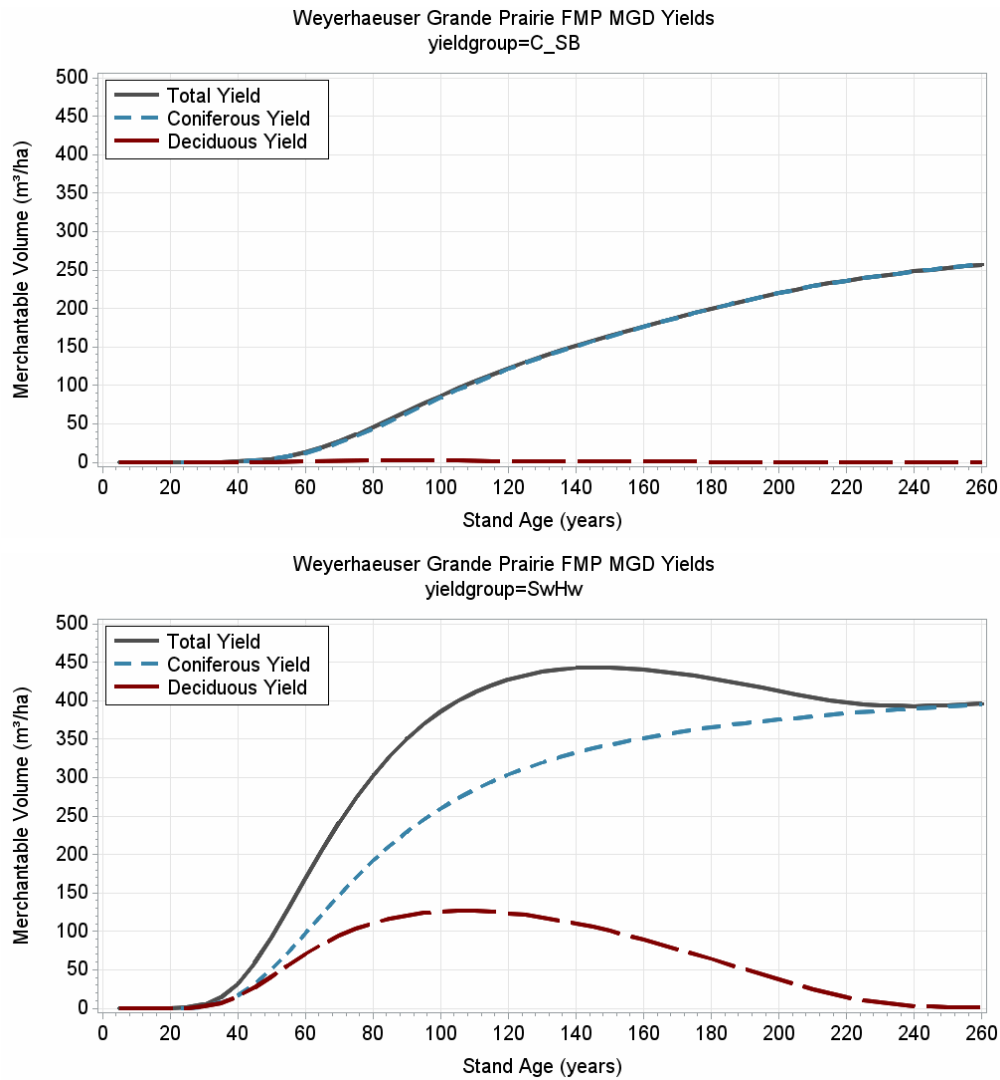 Weyerhaeuser Grande Prairie FMP MGD Yields
yieldgroup=C_SB
Total Yield
Coniferous Yield
Deciduous Yield
Merchantable Volume (m³/ha)
500
450
400
350
300
250
200
150
100
50
0
0 20 40 60 80 100 120 140 160 180 200 220 240 260
Stand Age (years)
Weyerhaeuser Grande Prairie FMP MGD Yields
yieldgroup=SwHw
Total Yield
Coniferous Yield
Deciduous Yield
Merchantable Volume (m³/ha)
500
450
400
350
300
250
200
150
100
50
0
0 20 40 60 80 100 120 140 160 180 200 220 240 260
Stand Age (years)